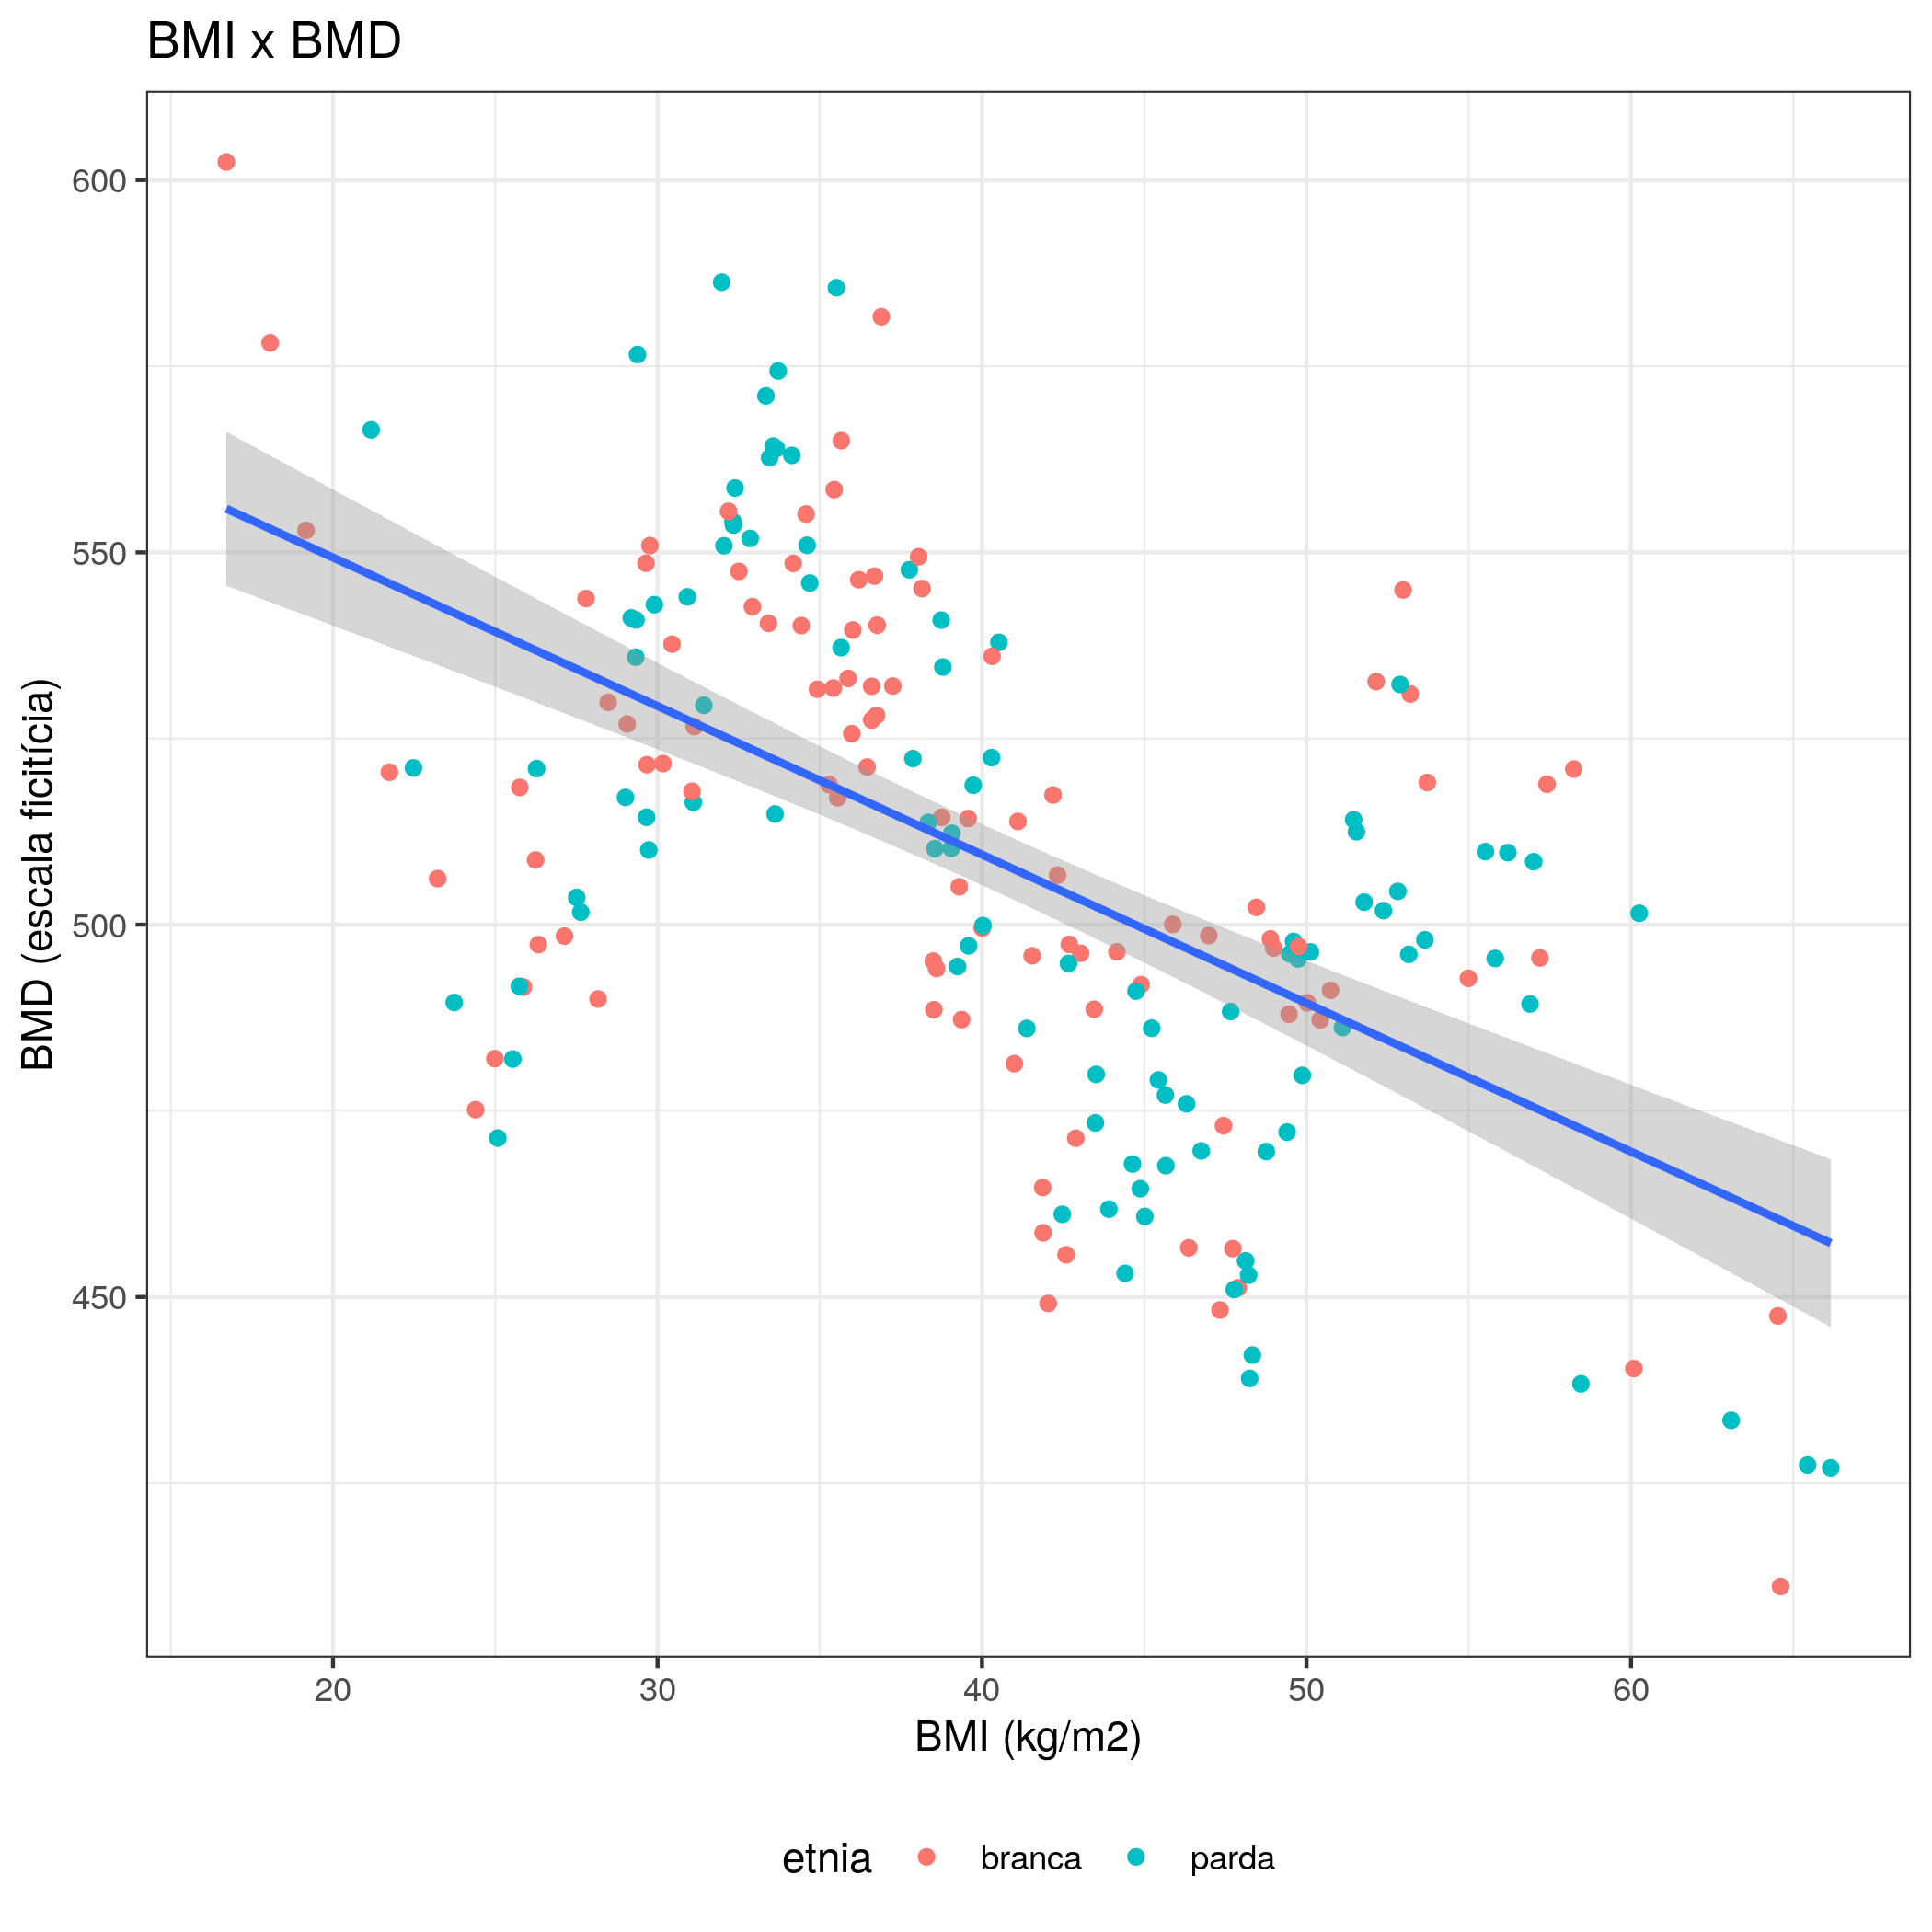 BMI x BMD
600
550
500
450
BMD (escala ficitícia)
20 30 40 50 60
BMI (kg/m2)
etnia branca parda